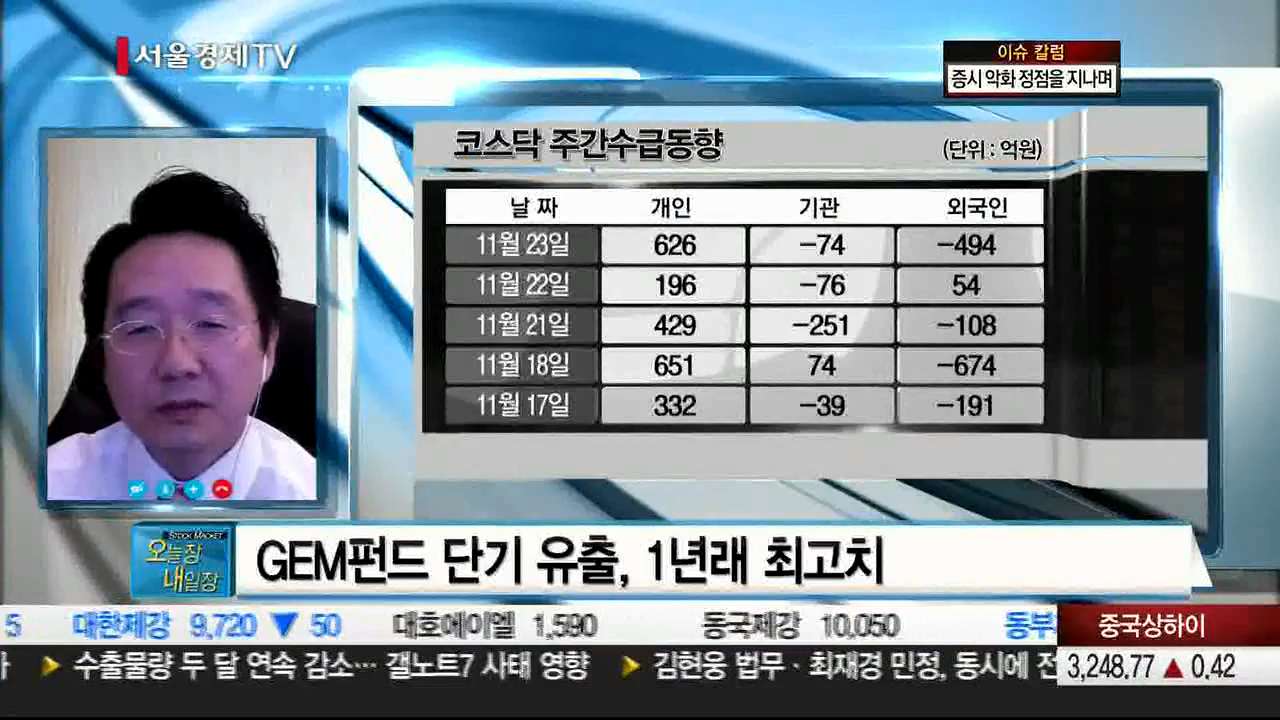 서울경제TV
이슈 칼럼
증시 악화 정점을 지나며
코스닥 주간수급동향
(단위 : 억원)
날 짜 개인 기관 외국인
11월 23일 626 -74 -494
11월 22일 196 -76 54
11월 21일 429 -251 -108
11월 18일 651 74 -674
11월 17일 332 -39 -191
STOCK MARKET
오늘장
내일장
GEM펀드 단기 유출, 1년래 최고치
5 대한제강 9,720 ▼ 50 대호에이엘 1,590 동국제강 10,050 동부
중국상하이
수출물량 두 달 연속 감소… 갤노트7 사태 영향 김현웅 법무·최재경 민정, 동시에
3,248.77 ▲ 0.42